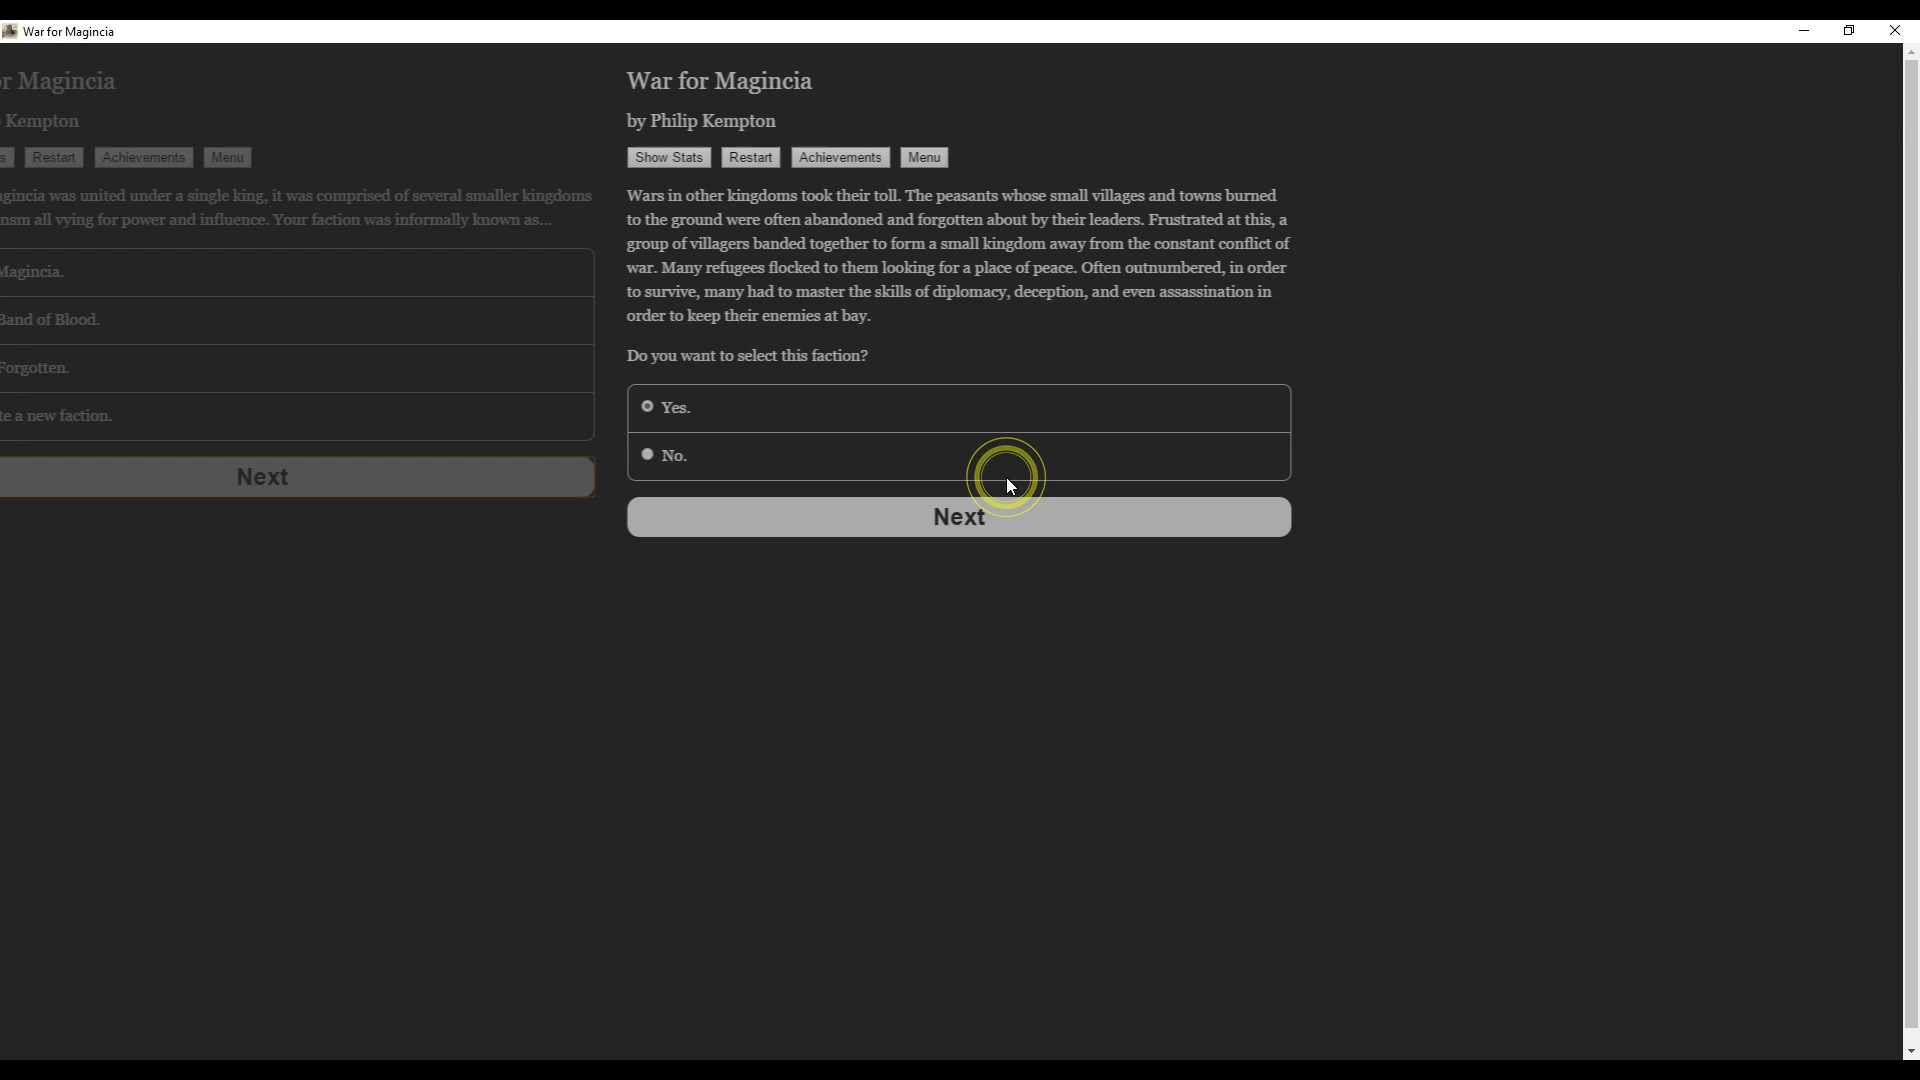 War for Magincia
r Magincia
Kempton
s Restart Achievements Menu
gincia was united under a single king, it was comprised of several smaller kingdoms
nsm all vying for power and influence. Your faction was informally known as...
Magincia.
Band of Blood.
Forgotten.
te a new faction.
Next
War for Magincia
by Philip Kempton
Show Stats Restart Achievements Menu
Wars in other kingdoms took their toll. The peasants whose small villages and towns burned
to the ground were often abandoned and forgotten about by their leaders. Frustrated at this, a
group of villagers banded together to form a small kingdom away from the constant conflict of
war. Many refugees flocked to them looking for a place of peace. Often outnumbered, in order
to survive, many had to master the skills of diplomacy, deception, and even assassination in
order to keep their enemies at bay.
Do you want to select this faction?
Yes.
No.
Next